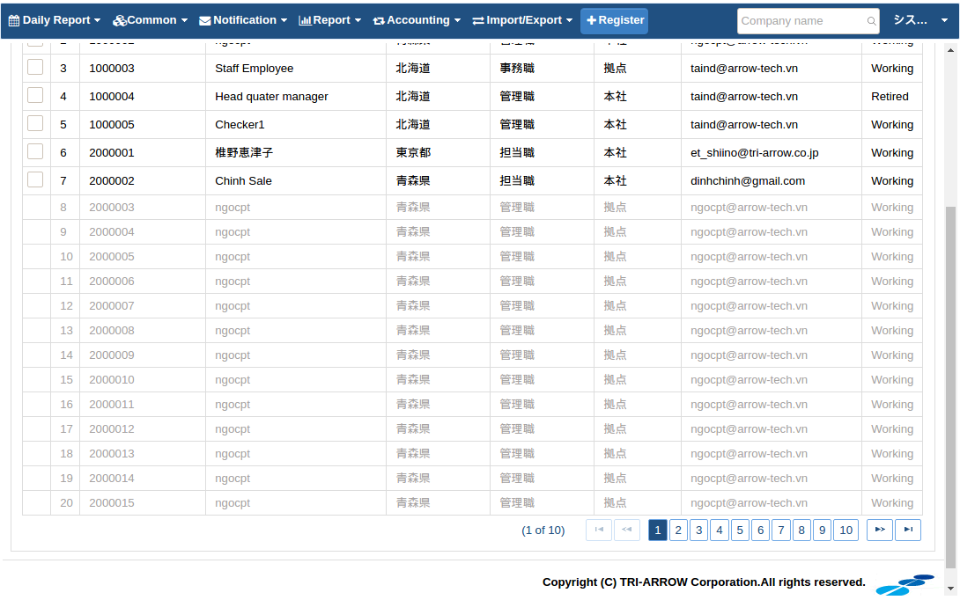 Daily Report Common Notification Report Accounting Import/Export Register Company name シス...
3 1000003 Staff Employee 北海道 事務職 拠点 taind@arrow-tech.vn Working
4 1000004 Head quater manager 北海道 管理職 本社 taind@arrow-tech.vn Retired
5 1000005 Checker1 北海道 管理職 本社 taind@arrow-tech.vn Working
6 2000001 椎野恵津子 東京都 担当職 本社 et_shiino@tri-arrow.co.jp Working
7 2000002 Chinh Sale 青森県 担当職 本社 dinhchinh@gmail.com Working
8 2000003 ngocpt 青森県 管理職 拠点 ngocpt@arrow-tech.vn Working
9 2000004 ngocpt 青森県 管理職 拠点 ngocpt@arrow-tech.vn Working
10 2000005 ngocpt 青森県 管理職 拠点 ngocpt@arrow-tech.vn Working
11 2000006 ngocpt 青森県 管理職 拠点 ngocpt@arrow-tech.vn Working
12 2000007 ngocpt 青森県 管理職 拠点 ngocpt@arrow-tech.vn Working
13 2000008 ngocpt 青森県 管理職 拠点 ngocpt@arrow-tech.vn Working
14 2000009 ngocpt 青森県 管理職 拠点 ngocpt@arrow-tech.vn Working
15 2000010 ngocpt 青森県 管理職 拠点 ngocpt@arrow-tech.vn Working
16 2000011 ngocpt 青森県 管理職 拠点 ngocpt@arrow-tech.vn Working
17 2000012 ngocpt 青森県 管理職 拠点 ngocpt@arrow-tech.vn Working
18 2000013 ngocpt 青森県 管理職 拠点 ngocpt@arrow-tech.vn Working
19 2000014 ngocpt 青森県 管理職 拠点 ngocpt@arrow-tech.vn Working
20 2000015 ngocpt 青森県 管理職 拠点 ngocpt@arrow-tech.vn Working
(1 of 10) 1 2 3 4 5 6 7 8 9 10
Copyright (C) TRI-ARROW Corporation.All rights reserved.